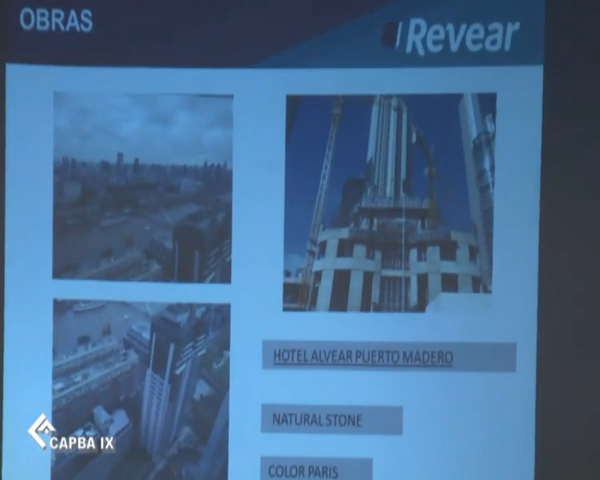 OBRAS
Revear
HOTEL ALVEAR PUERTO MADERO
NATURAL STONE
COLOR PARIS
CAPBA IX